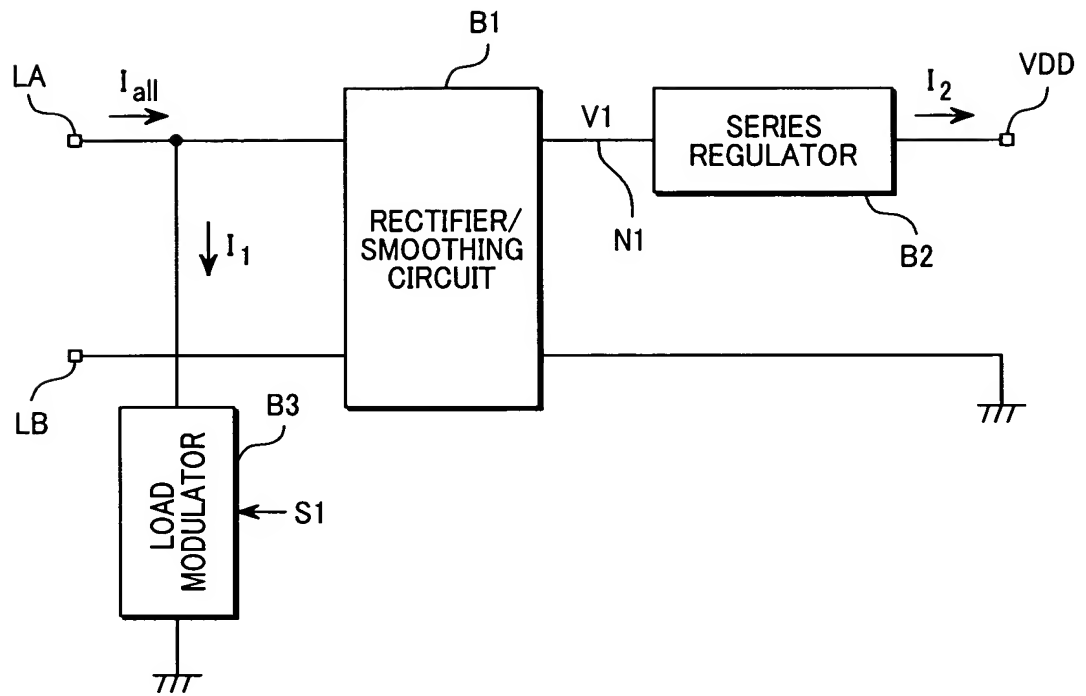 B1
LA
I_all
I_2
VDD
V1
SERIES
REGULATOR
N1
B2
RECTIFIER/
SMOOTHING
CIRCUIT
I_1
LB
B3
LOAD
MODULATOR
S1